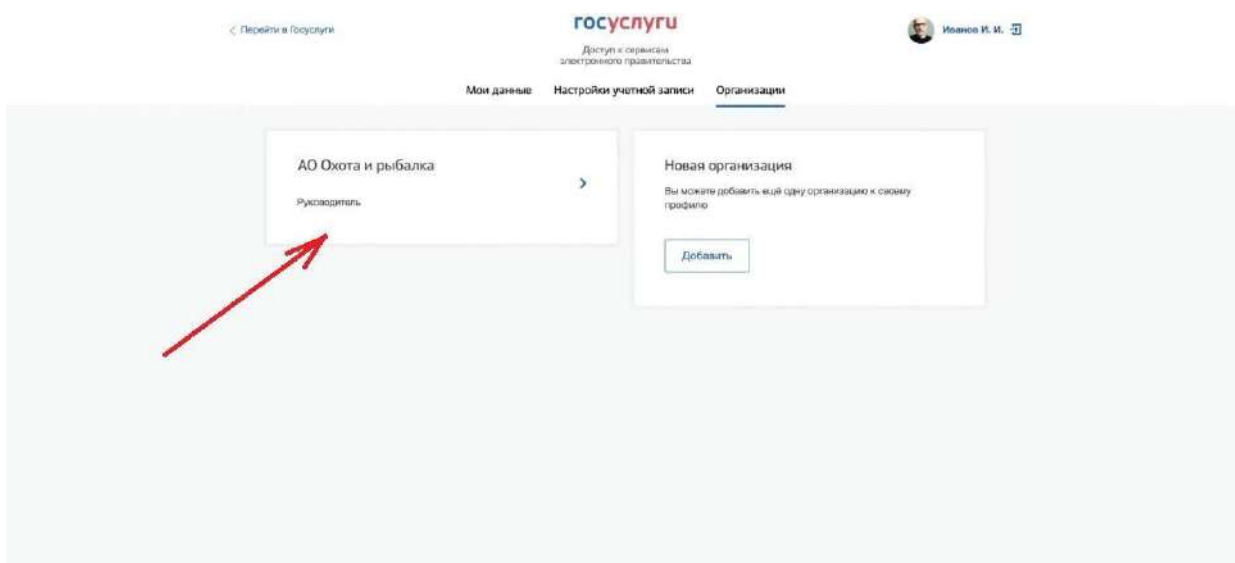 Перейти в Госуслуги
госуслуги
Иванов И. И.
Доступ к сервисам
электронного правительства
Мои данные Настройки учетной записи Организации
АО Охота и рыбалка
Руководитель
Новая организация
Вы можете добавить ещё одну организацию к своему
профилю
Добавить